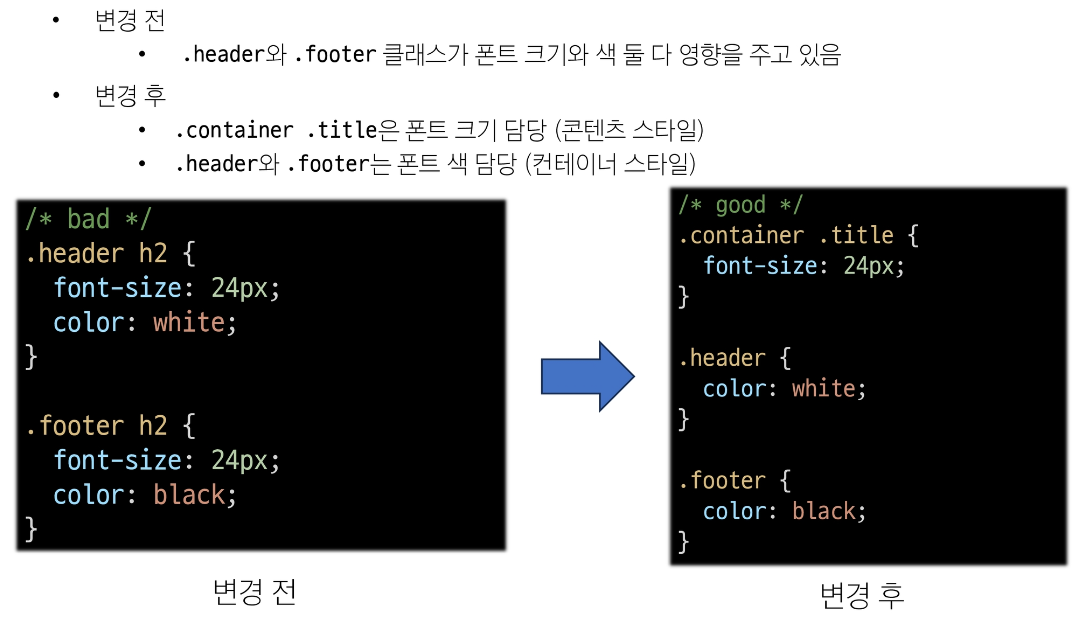 • 변경 전
• .header와 .footer 클래스가 폰트 크기와 색 둘 다 영향을 주고 있음
• 변경 후
• .container .title은 폰트 크기 담당 (콘텐츠 스타일)
• .header와 .footer는 폰트 색 담당 (컨테이너 스타일)
/* bad */
.header h2 {
  font-size: 24px;
  color: white;
}
.footer h2 {
  font-size: 24px;
  color: black;
}
변경 전
/* good */
.container .title {
  font-size: 24px;
}
.header {
  color: white;
}
.footer {
  color: black;
}
변경 후